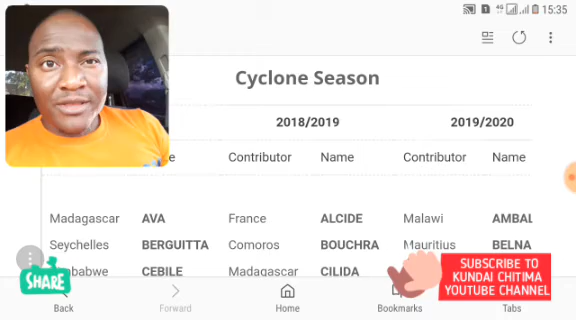 4G 15:35
Cyclone Season
2018/2019 2019/2020
e Contributor Name Contributor Name
Madagascar AVA France ALCIDE Malawi AMBAL
Seychelles BERGUITTA Comoros BOUCHRA Mauritius BELNA
mbabwe CEBILE Madagascar CILIDA
SHARE
SUBSCRIBE TO
KUNDAI CHITIMA
YOUTUBE CHANNEL
Back Forward Home Bookmarks Tabs